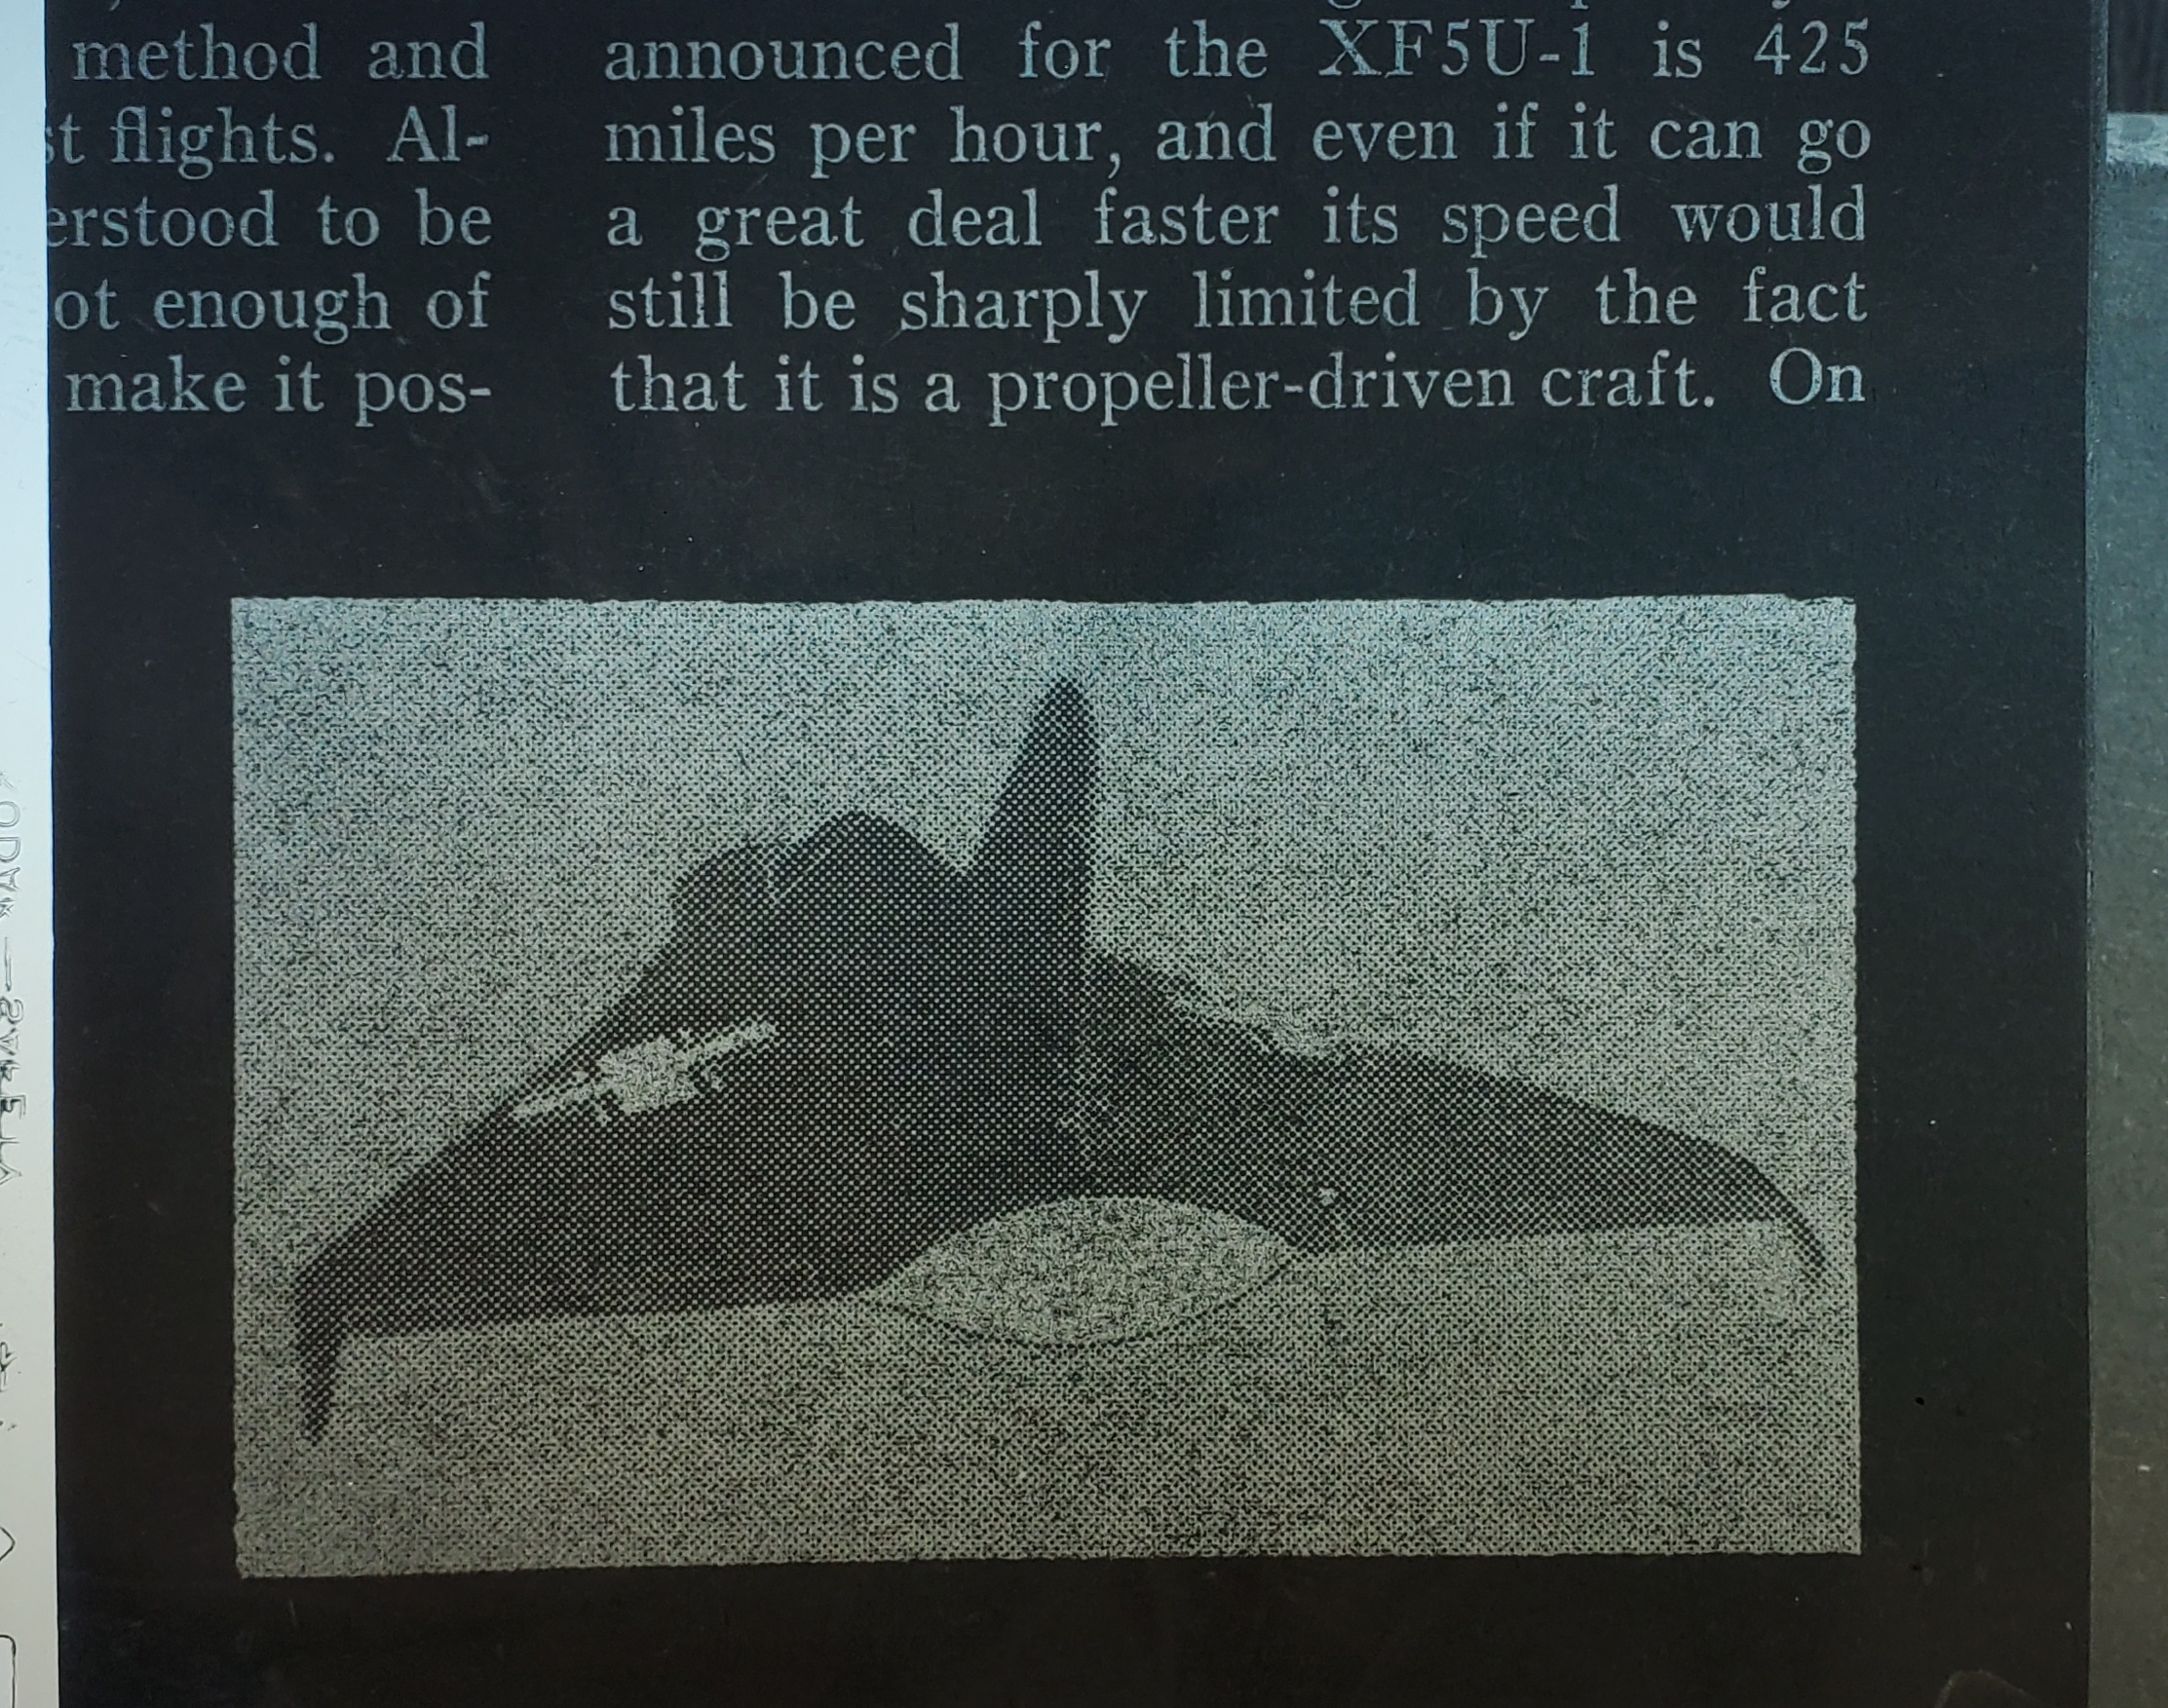 method and
st flights. Al-
erstood to be
ot enough of
make it pos-
announced for the XF5U-1 is 425
miles per hour, and even if it can go
a great deal faster its speed would
still be sharply limited by the fact
that it is a propeller-driven craft. On